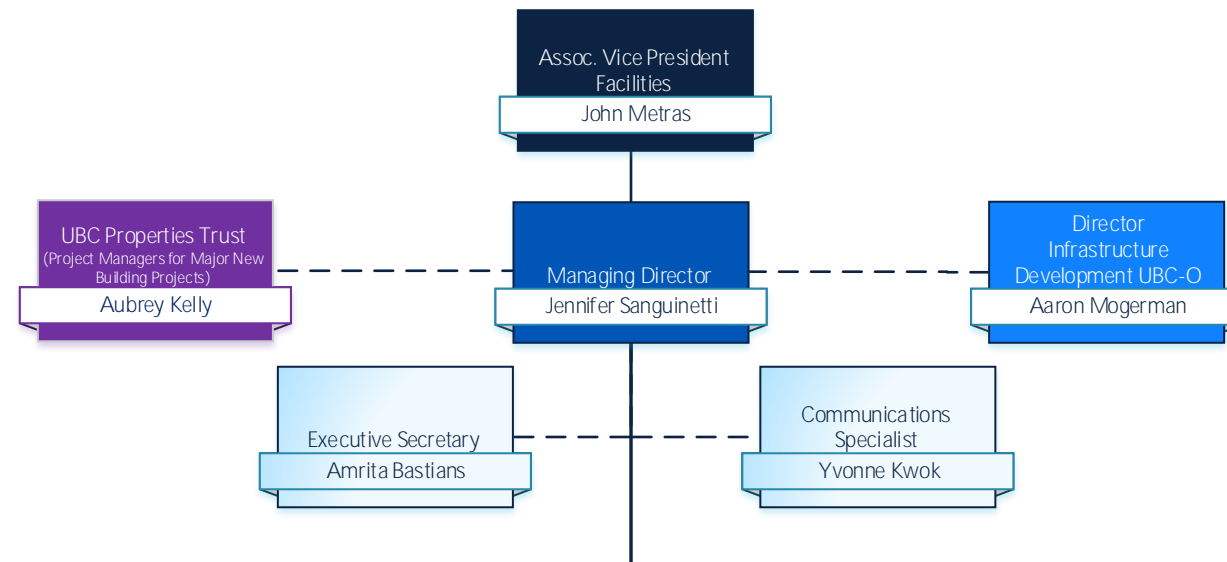 Assoc. Vice President
Facilities
John Metras
UBC Properties Trust
(Project Managers for Major New
Building Projects)
Aubrey Kelly
Managing Director
Jennifer Sanguinetti
Director
Infrastructure
Development UBC-O
Aaron Mogerman
Executive Secretary
Amrita Bastians
Communications
Specialist
Yvonne Kwok